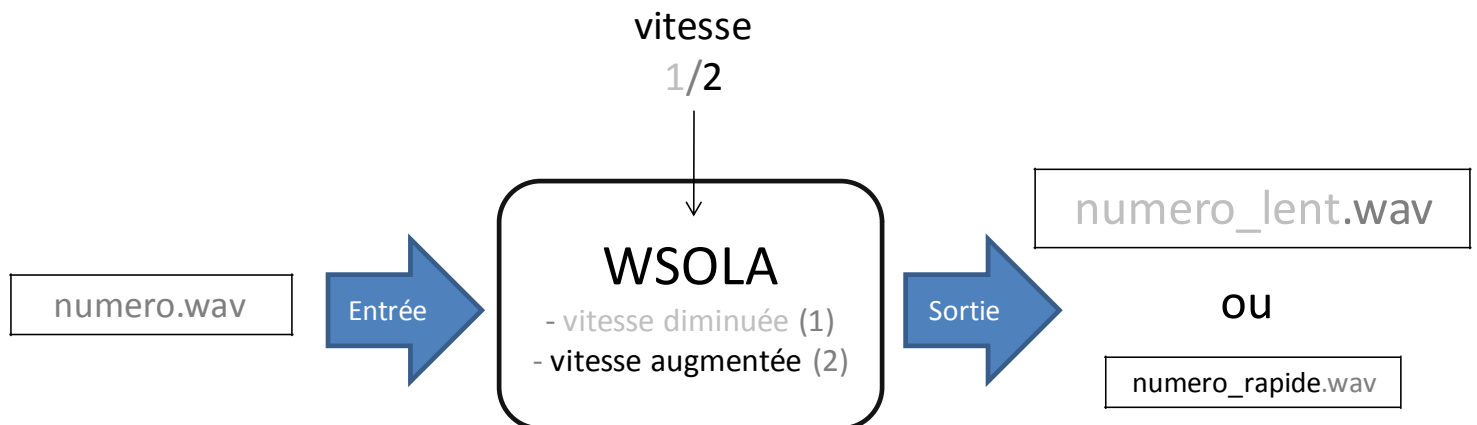 vitesse
1/2
numero.wav
Entrée
WSOLA
- vitesse diminuée (1)
- vitesse augmentée (2)
Sortie
numero_lent.wav
ou
numero_rapide.wav